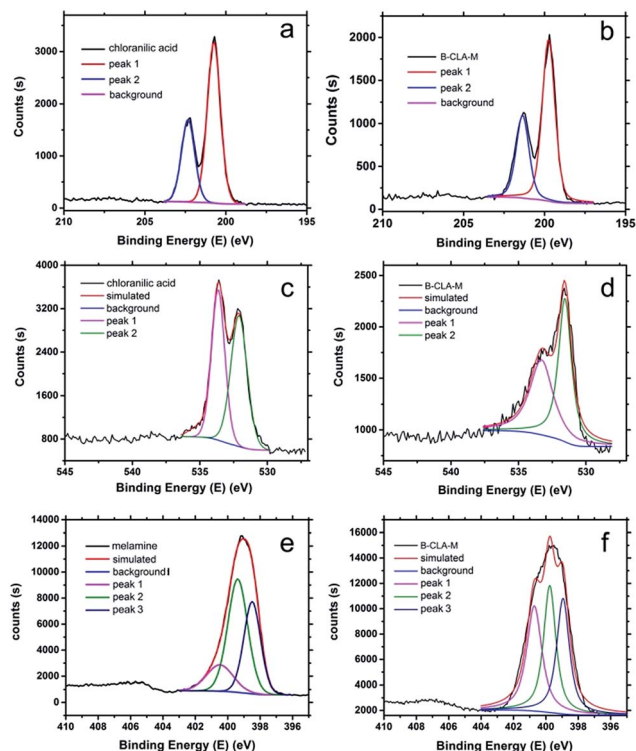 a
chloranilic acid
peak 1
peak 2
background
Counts (s)
3000
2000
1000
0
210 205 200 195
Binding Energy (E) (eV)
b
B-CLA-M
peak 1
peak 2
background
Counts (s)
2000
1500
1000
500
0
210 205 200 195
Binding Energy (E) (eV)
c
chloranilic acid
simulated
background
peak 1
peak 2
Counts (s)
4000
3200
2400
1600
800
545 540 535 530
Binding Energy (E) (eV)
d
B-CLA-M
simulated
background
peak 1
peak 2
Counts (s)
2500
2000
1500
1000
545 540 535 530
Binding Energy (E) (eV)
e
melamine
simulated
background
peak 1
peak 2
peak 3
counts (s)
14000
12000
10000
8000
6000
4000
2000
0
410 408 406 404 402 400 398 396
Binding Energy (E) (eV)
f
B-CLA-M
simulated
background
peak 1
peak 2
peak 3
counts (s)
16000
14000
12000
10000
8000
6000
4000
2000
410 408 406 404 402 400 398 396
Binding Energy (E) (eV)